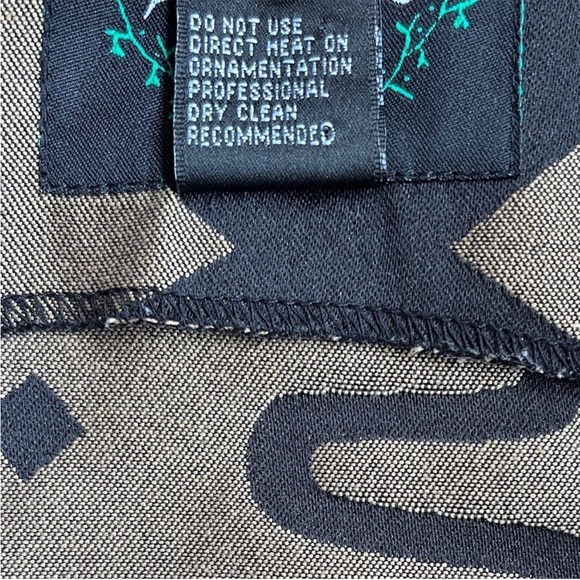 DO NOT USE
DIRECT HEAT ON
ORNAMENTATION
PROFESSIONAL
DRY CLEAN
RECOMMENDED